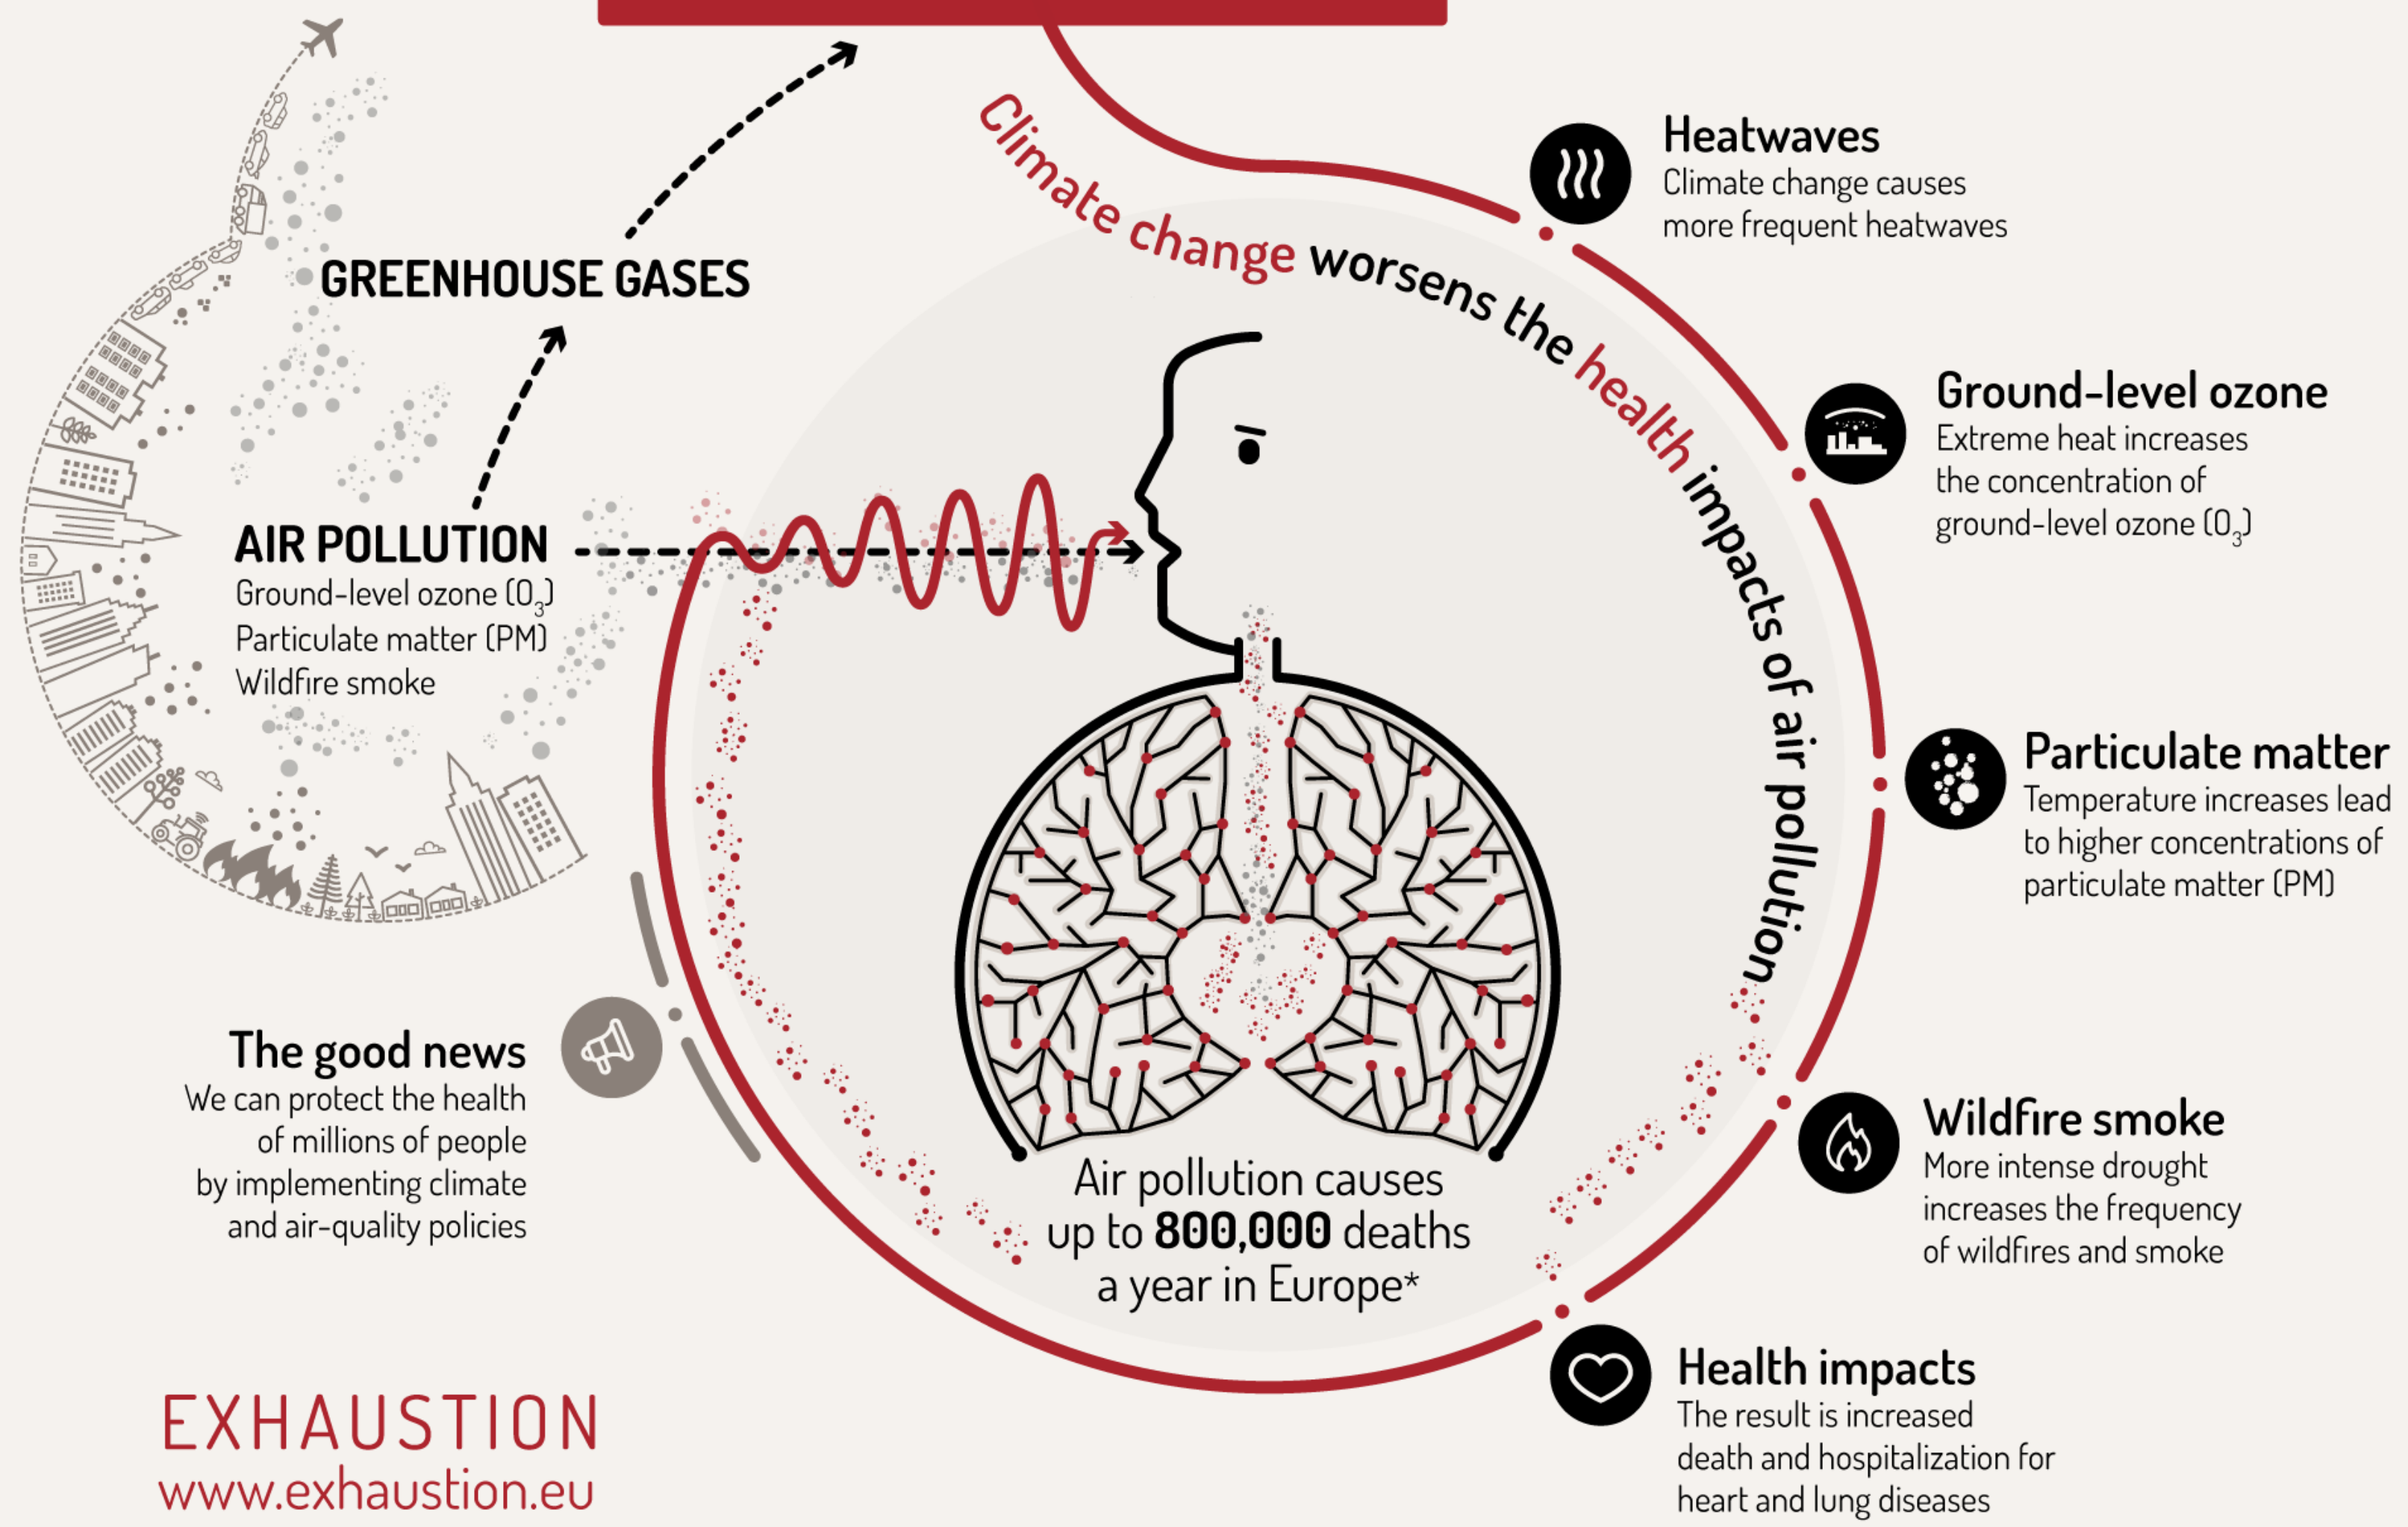 GREENHOUSE GASES
AIR POLLUTION
Ground-level ozone (O₃)
Particulate matter (PM)
Wildfire smoke
Climate change worsens the health impacts of air pollution
Heatwaves
Climate change causes
more frequent heatwaves
Ground-level ozone
Extreme heat increases
the concentration of
ground-level ozone (O₃)
Particulate matter
Temperature increases lead
to higher concentrations of
particulate matter (PM)
Wildfire smoke
More intense drought
increases the frequency
of wildfires and smoke
Health impacts
The result is increased
death and hospitalization for
heart and lung diseases
Air pollution causes
up to 800,000 deaths
a year in Europe*
The good news
We can protect the health
of millions of people
by implementing climate
and air-quality policies
EXHAUSTION
www.exhaustion.eu